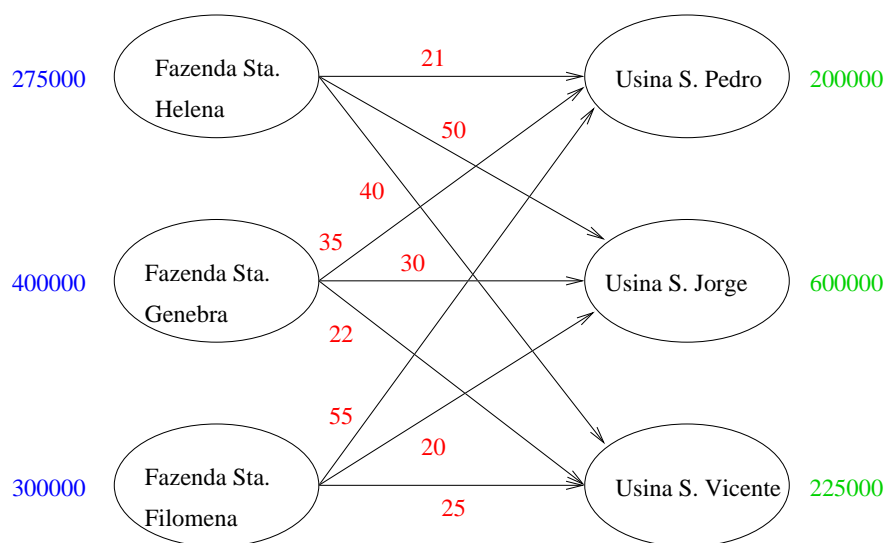 275000
Fazenda Sta.
Helena
21
Usina S. Pedro
200000
50
40
35
400000
Fazenda Sta.
Genebra
30
Usina S. Jorge
600000
22
55
20
300000
Fazenda Sta.
Filomena
25
Usina S. Vicente
225000